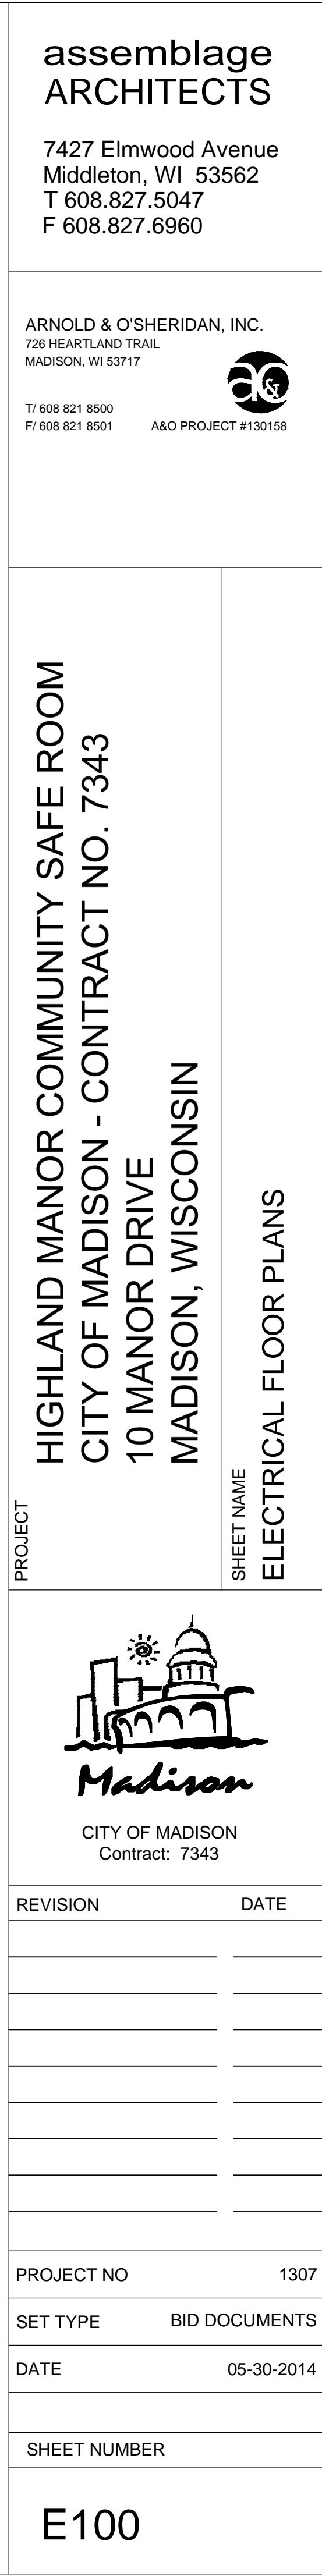 assemblage
ARCHITECTS
7427 Elmwood Avenue
Middleton, WI 53562
T 608.827.5047
F 608.827.6960
ARNOLD & O'SHERIDAN, INC.
726 HEARTLAND TRAIL
MADISON, WI 53717
a&o
T/ 608 821 8500
F/ 608 821 8501 A&O PROJECT #130158
PROJECT
HIGHLAND MANOR COMMUNITY SAFE ROOM
CITY OF MADISON - CONTRACT NO. 7343
10 MANOR DRIVE
MADISON, WISCONSIN
SHEET NAME
ELECTRICAL FLOOR PLANS
Madison
CITY OF MADISON
Contract: 7343
REVISION DATE
PROJECT NO 1307
SET TYPE BID DOCUMENTS
DATE 05-30-2014
SHEET NUMBER
E100